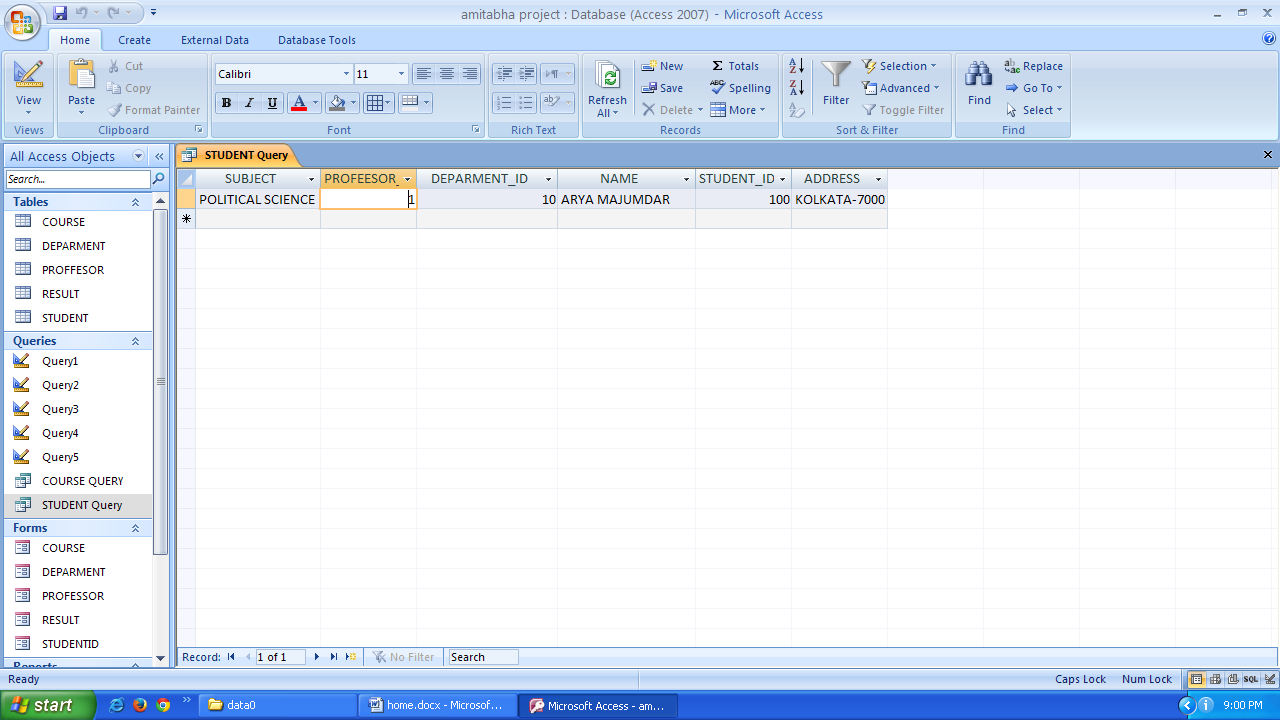 amitabha project : Database (Access 2007) - Microsoft Access
Home Create External Data Database Tools
View
Views
Paste
Cut
Copy
Format Painter
Clipboard
Calibri 11
B I U A
Font
ab
Rich Text
Refresh All
New Σ Totals
Save ABC Spelling
Delete More
Records
A Z
Z A
Filter
Selection
Advanced
Toggle Filter
Sort & Filter
Find
Replace
Go To
Select
Find
All Access Objects «
Search...
Tables
COURSE
DEPARMENT
PROFFESOR
RESULT
STUDENT
Queries
Query1
Query2
Query3
Query4
Query5
COURSE QUERY
STUDENT Query
Forms
COURSE
DEPARMENT
PROFESSOR
RESULT
STUDENTID
Reports
STUDENT Query
SUBJECT PROFEESOR_ DEPARMENT_ID NAME STUDENT_ID ADDRESS
POLITICAL SCIENCE 1 10 ARYA MAJUMDAR 100 KOLKATA-7000
*
Record: 1 of 1 No Filter Search
Ready Caps Lock Num Lock SQL
start » data0 home.docx - Microsof... Microsoft Access - am... 9:00 PM